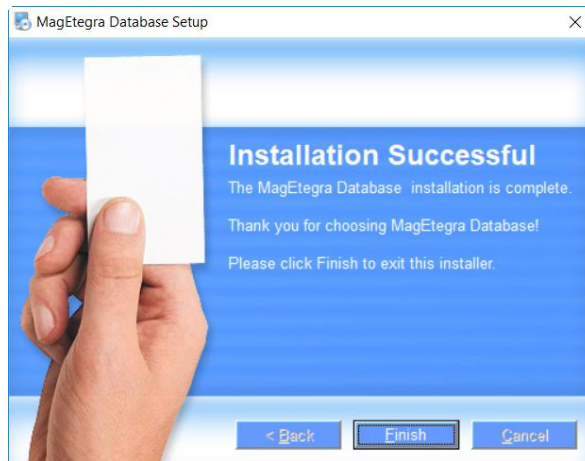 MagEtegra Database Setup
Installation Successful
The MagEtegra Database  installation is complete.
Thank you for choosing MagEtegra Database!
Please click Finish to exit this installer.
< Back
Finish
Cancel